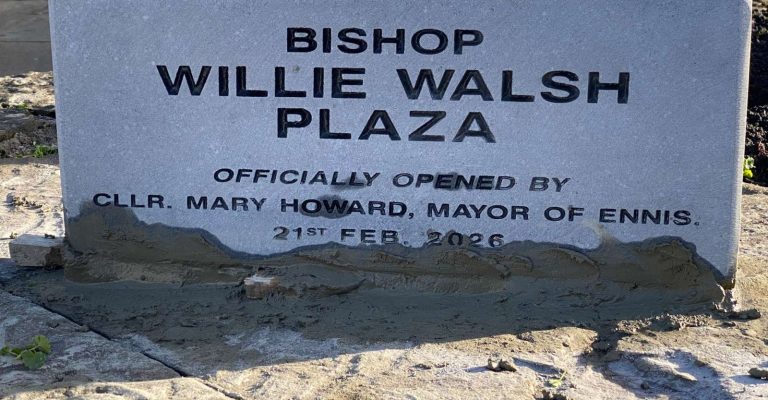 BISHOP
WILLIE WALSH
PLAZA
OFFICIALLY OPENED BY
CLLR. MARY HOWARD, MAYOR OF ENNIS.
21ST FEB. 2026